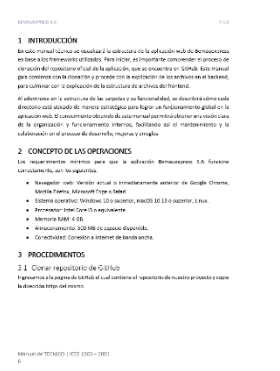 BEMAUEXPRESS S.A V 1.0
1 INTRODUCCIÓN
En este manual técnico se visualizará la estructura de la aplicación web de Bemauexpress
en base a los frameworks utilizados. Para iniciar, es importante comprender el proceso de
clonación del repositorio oficial de la aplicación, que se encuentra en GitHub. Este manual
guía comienza con la clonación y procede con la explicación de los archivos en el backend,
para culminar con la explicación de la estructura de archivos del frontend.
Al adentrarse en la estructura de las carpetas y su funcionalidad, se describirá cómo cada
directorio está ubicado de manera estratégica para lograr un funcionamiento global en la
aplicación web. El conocimiento obtenido de este manual permitirá obtener una visión clara
de la organización y funcionamiento internos, facilitando así el mantenimiento y la
colaboración en el proceso de desarrollo, mejoras y arreglos.
2 CONCEPTO DE LAS OPERACIONES
Los requerimientos mínimos para que la aplicación Bemauexpress S.A funcione
correctamente, son los siguientes.
• Navegador web: Versión actual o inmediatamente anterior de Google Chrome,
Mozilla Firefox, Microsoft Edge o Safari
• Sistema operativo: Windows 10 o superior, macOS 10.13 o superior, Linux.
• Procesador: Intel Core i3 o equivalente
• Memoria RAM: 4 GB.
• Almacenamiento: 500 MB de espacio disponible.
• Conectividad: Conexión a Internet de banda ancha.
3 PROCEDIMIENTOS
3.1 Clonar repositorio de GitHub
Ingresamos a la pagina de GitHub el cual contiene el repositorio de nuestro proyecto y copia
la dirección https del mismo.
Manual de TECNICO | IEEE 1063 – 2001
6